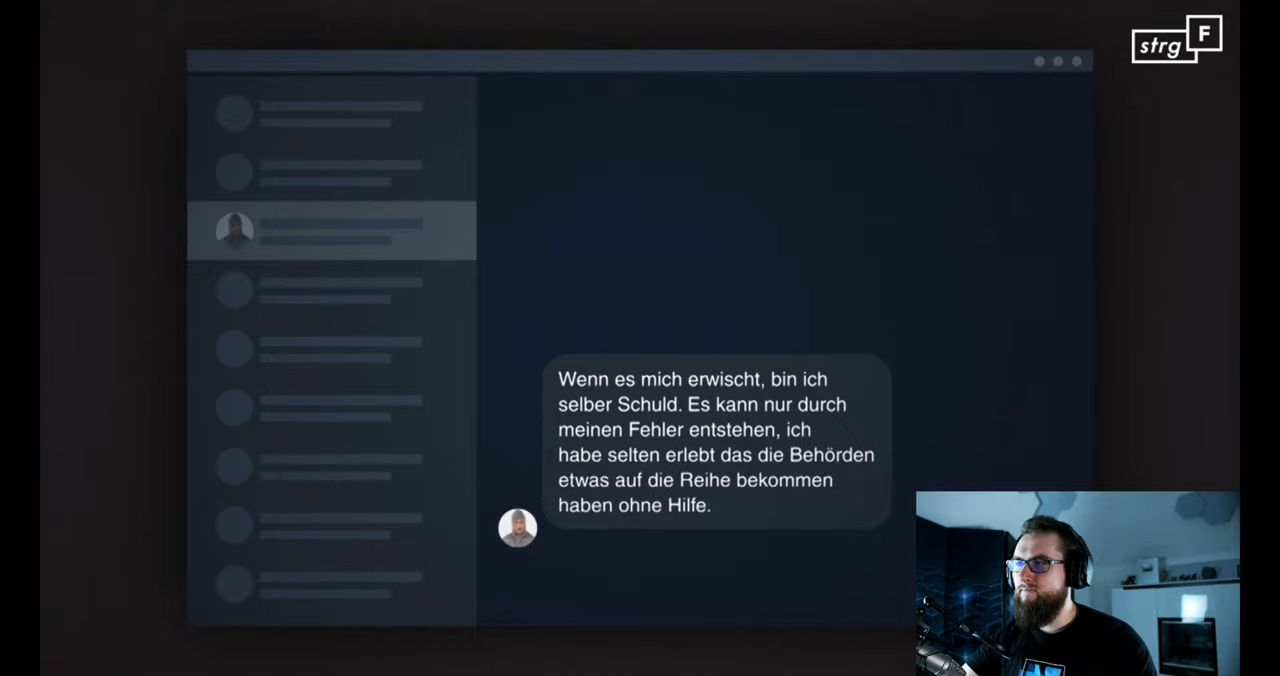 strg F
Wenn es mich erwischt, bin ich
selber Schuld. Es kann nur durch
meinen Fehler entstehen, ich
habe selten erlebt das die Behörden
etwas auf die Reihe bekommen
haben ohne Hilfe.